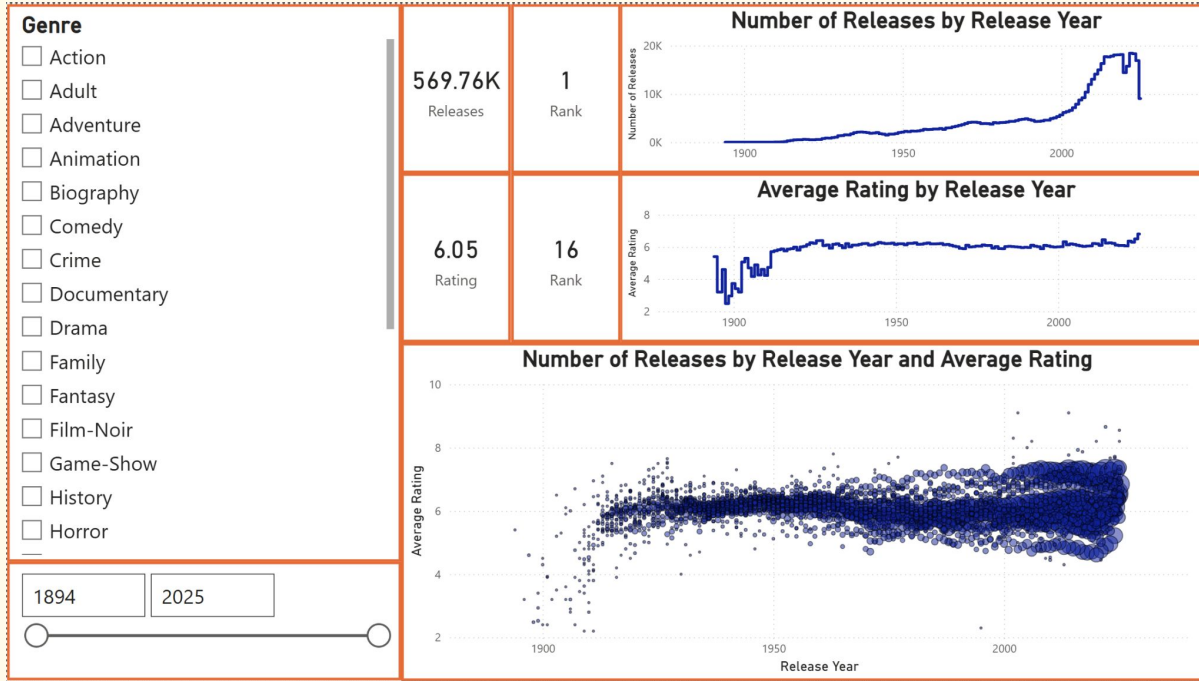 Genre
Action
Adult
Adventure
Animation
Biography
Comedy
Crime
Documentary
Drama
Family
Fantasy
Film-Noir
Game-Show
History
Horror
1894
2025
569.76K
Releases
1
Rank
6.05
Rating
16
Rank
Number of Releases by Release Year
Number of Releases
20K
10K
0K
1900
1950
2000
Average Rating by Release Year
Average Rating
8
6
4
2
1900
1950
2000
Number of Releases by Release Year and Average Rating
Average Rating
10
8
6
4
2
1900
1950
2000
Release Year